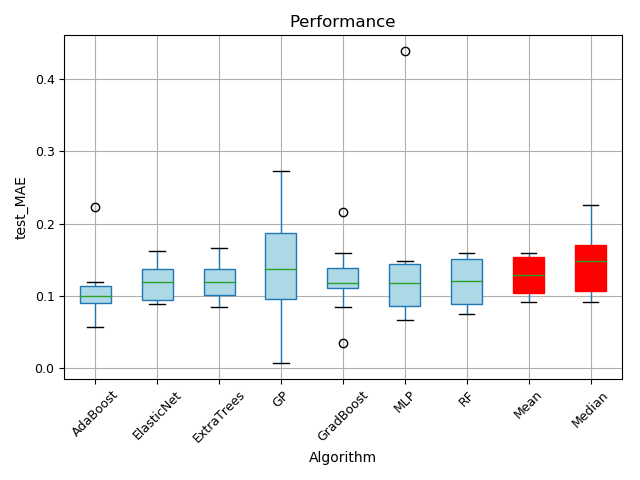 Performance
test_MAE
0.4
0.3
0.2
0.1
0.0
AdaBoost
ElasticNet
ExtraTrees
GP
GradBoost
MLP
RF
Mean
Median
Algorithm